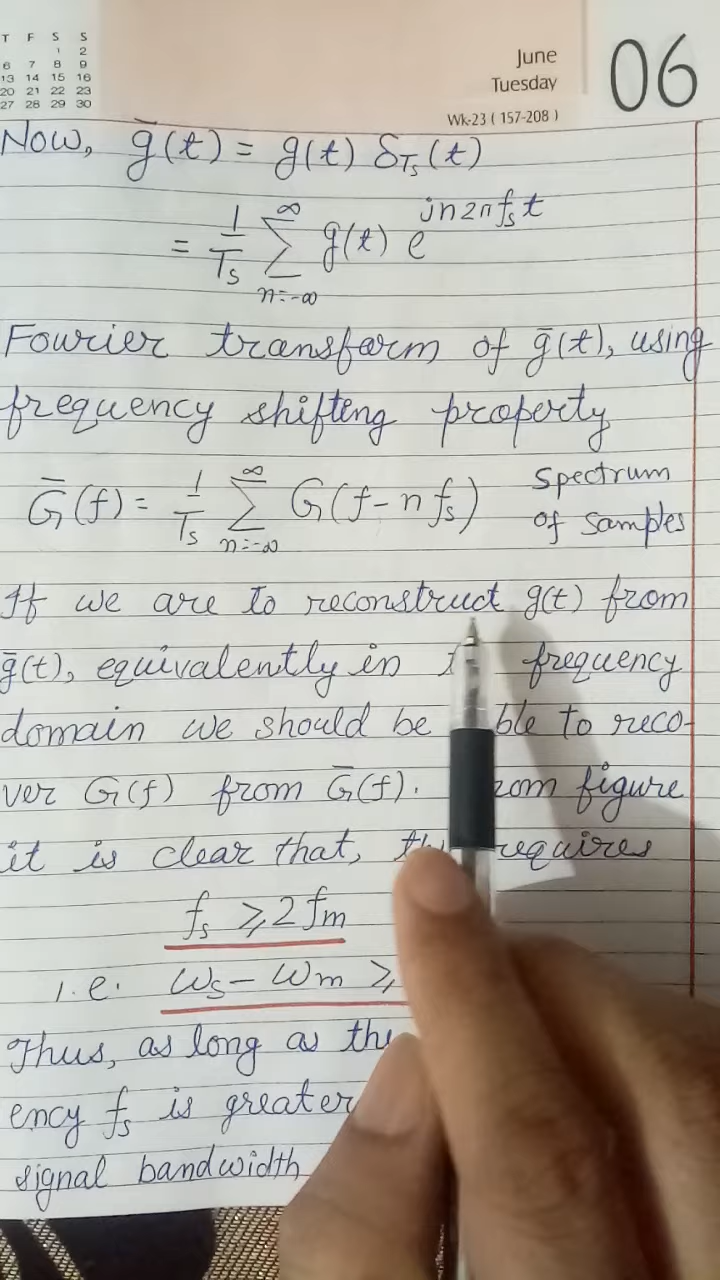 T F S S
1 2
6 7 8 9
13 14 15 16
20 21 22 23
27 28 29 30
June
Tuesday
06
Wk-23 ( 157-208 )
Now, g̅(t) = g(t) δTs(t)
= 1/Ts ∑ n=-∞ ∞ g(t) e^jn2πfst
Fourier transform of g̅(t), using
frequency shifting property
G̅(f) = 1/Ts ∑ n=-∞ ∞ G(f-nfs) Spectrum
of samples
If we are to reconstruct g(t) from
g̅(t), equivalently in frequency
domain we should be ble to reco-
ver G(f) from G̅(f). figure
it is clear that, requires
fs ⩾ 2fm
i.e. ωs - ωm ⩾
Thus, as long as the
ency fs is greater
signal bandwidth